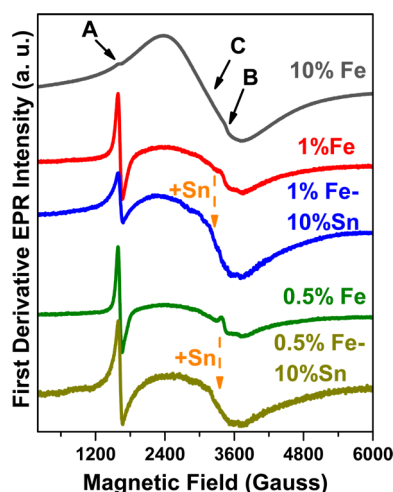 A
C
B
10% Fe
1%Fe
+Sn
1% Fe-
10%Sn
0.5% Fe
+Sn
0.5% Fe-
10%Sn
First Derivative EPR Intensity (a. u.)
1200 2400 3600 4800 6000
Magnetic Field (Gauss)